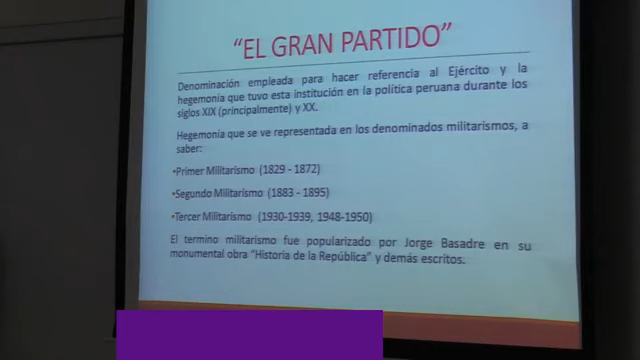 “EL GRAN PARTIDO”
Denominación empleada para hacer referencia al Ejército y la
hegemonía que tuvo esta institución en la política peruana durante los
siglos XIX (principalmente) y XX.
Hegemonía que se ve representada en los denominados militarismos, a
saber:
•Primer Militarismo (1829 - 1872)
•Segundo Militarismo (1883 - 1895)
•Tercer Militarismo (1930-1939, 1948-1950)
El termino militarismo fue popularizado por Jorge Basadre en su
monumental obra “Historia de la República” y demás escritos.